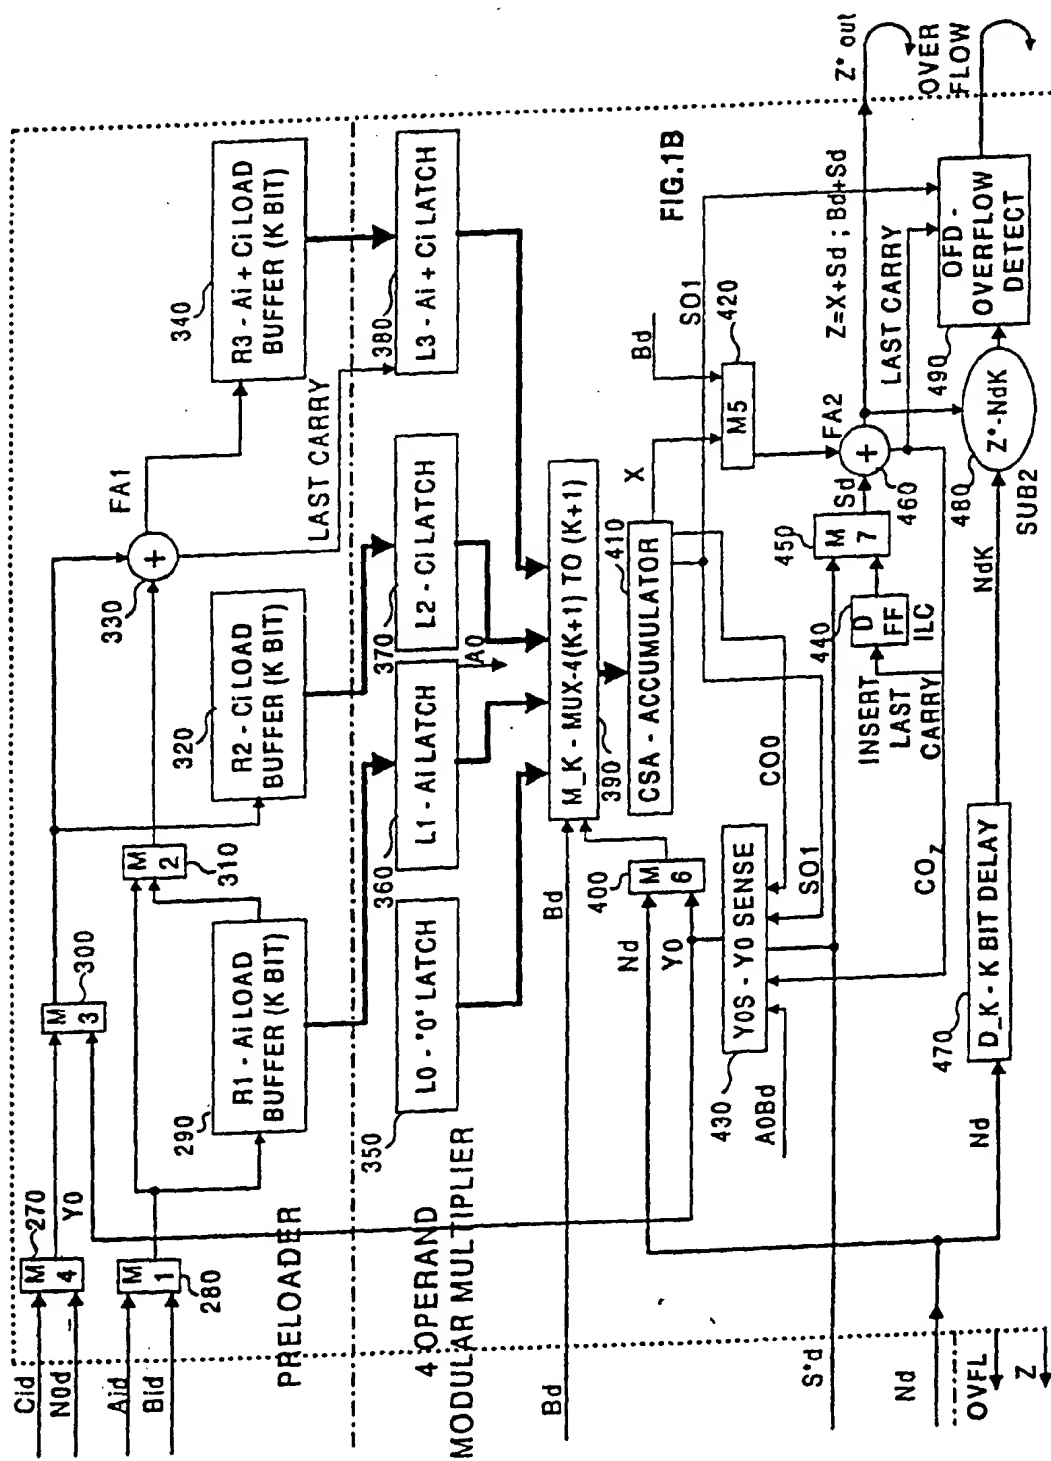 Cid
N0d
Aid
Bid
M
4
270
Y0
M
1
280
M
3
300
M
2
310
R1 - Ai LOAD
BUFFER (K BIT)
290
R2 - Ci LOAD
BUFFER (K BIT)
320
+
330
FA1
R3 - Ai + Ci LOAD
BUFFER (K BIT)
340
LAST CARRY
PRELOADER
4 OPERAND
MODULAR MULTIPLIER
L0 - "0" LATCH
350
L1 - Ai LATCH
360
A0
L2 - Ci LATCH
370
L3 - Ai + Ci LATCH
380
Bd
Bd
M_K - MUX-4(K+1) TO (K+1)
390
M
6
400
Nd
Y0
CSA - ACCUMULATOR
410
X
Bd
M5
420
SO1
FIG.1B
Y0S - Y0 SENSE
430
A0Bd
CO0
SO1
COZ
S*d
D
FF
440
ILC
INSERT
LAST
CARRY
M
7
450
Sd
FA2
+
460
Z=X+Sd ; Bd+Sd
Z* out
LAST CARRY
OVER
FLOW
OFD -
OVERFLOW
DETECT
490
Z*-NdK
480
SUB2
NdK
D_K - K BIT DELAY
470
Nd
Nd
OVFL
Z